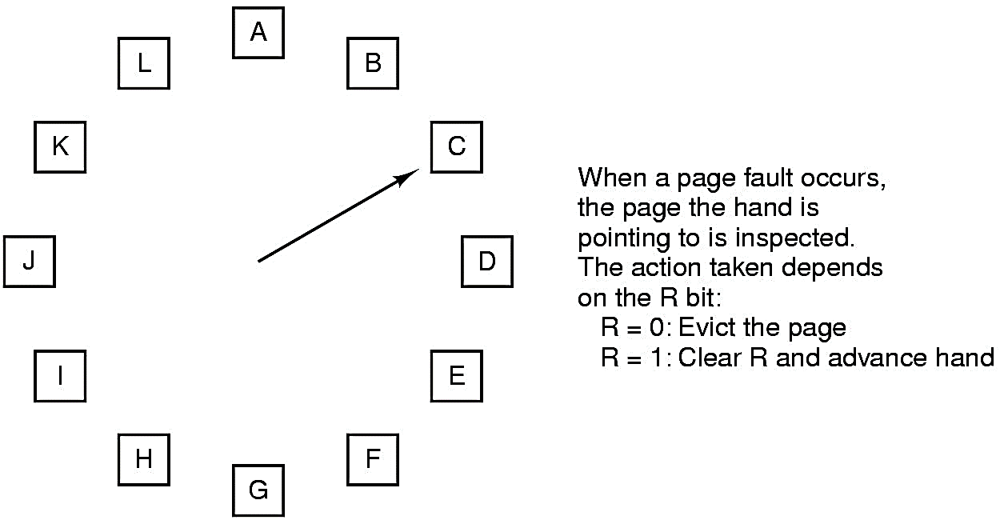 A
L
B
K
C
J
D
I
E
H
F
G
When a page fault occurs,
the page the hand is
pointing to is inspected.
The action taken depends
on the R bit:
R = 0: Evict the page
R = 1: Clear R and advance hand